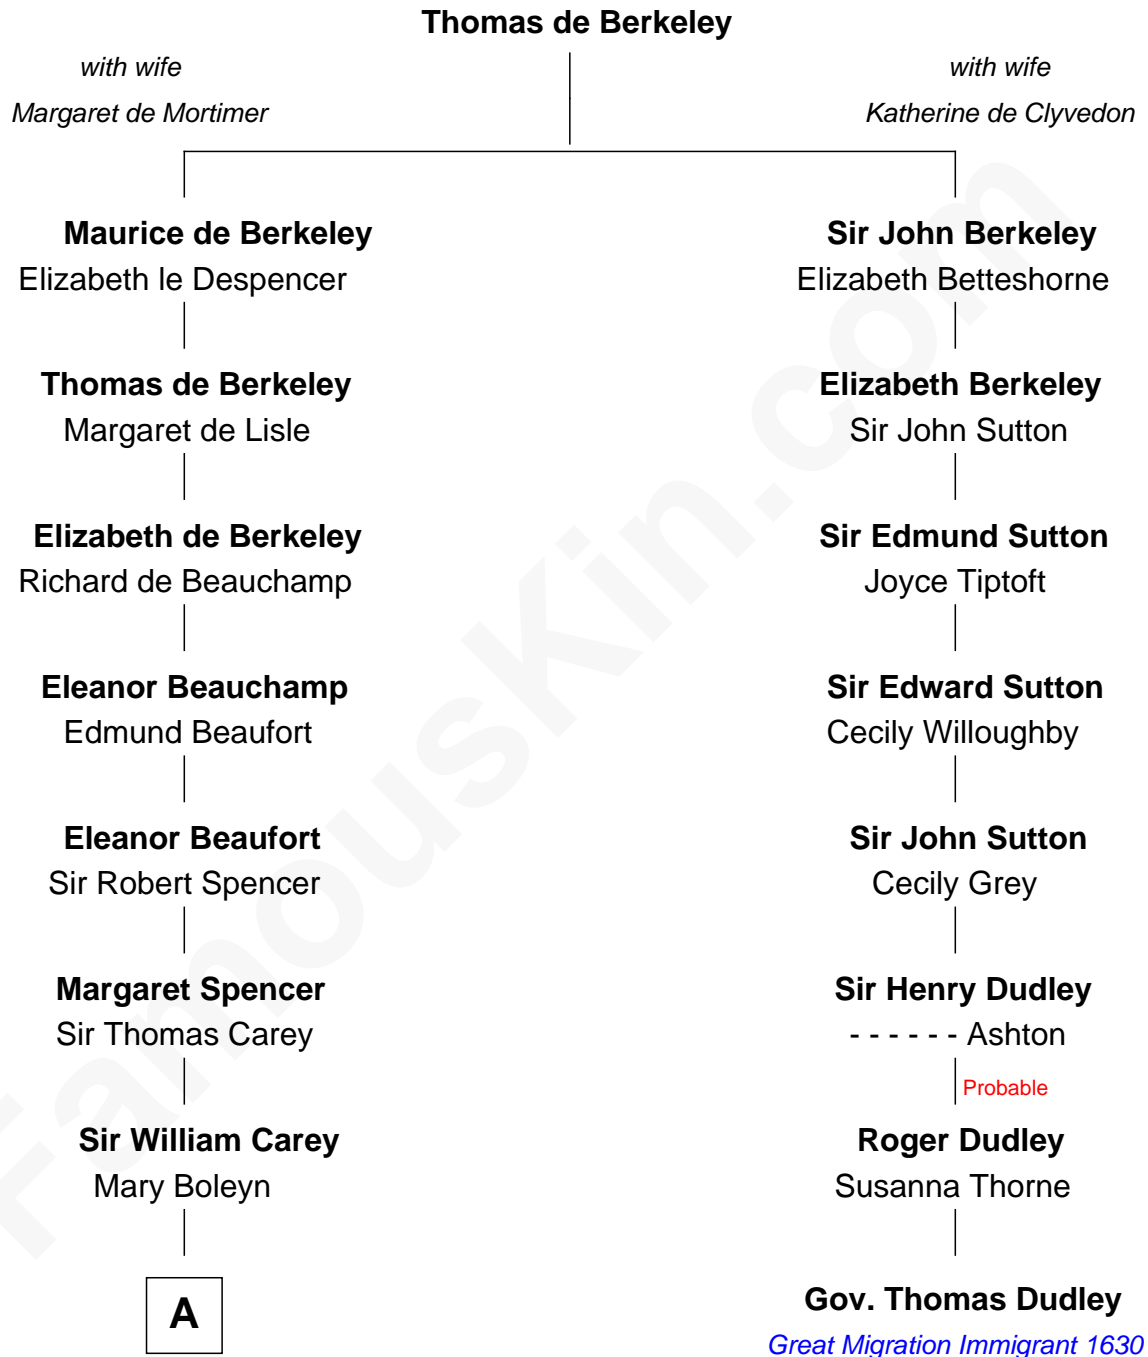 Thomas de Berkeley
with wife
Margaret de Mortimer
with wife
Katherine de Clyvedon
Maurice de Berkeley
Elizabeth le Despencer
Sir John Berkeley
Elizabeth Betteshorne
Thomas de Berkeley
Margaret de Lisle
Elizabeth Berkeley
Sir John Sutton
Elizabeth de Berkeley
Richard de Beauchamp
Sir Edmund Sutton
Joyce Tiptoft
Eleanor Beauchamp
Edmund Beaufort
Sir Edward Sutton
Cecily Willoughby
Eleanor Beaufort
Sir Robert Spencer
Sir John Sutton
Cecily Grey
Margaret Spencer
Sir Thomas Carey
Sir Henry Dudley
- - - - - - Ashton
Probable
Sir William Carey
Mary Boleyn
Roger Dudley
Susanna Thorne
A
Gov. Thomas Dudley
Great Migration Immigrant 1630
FamousKin.com